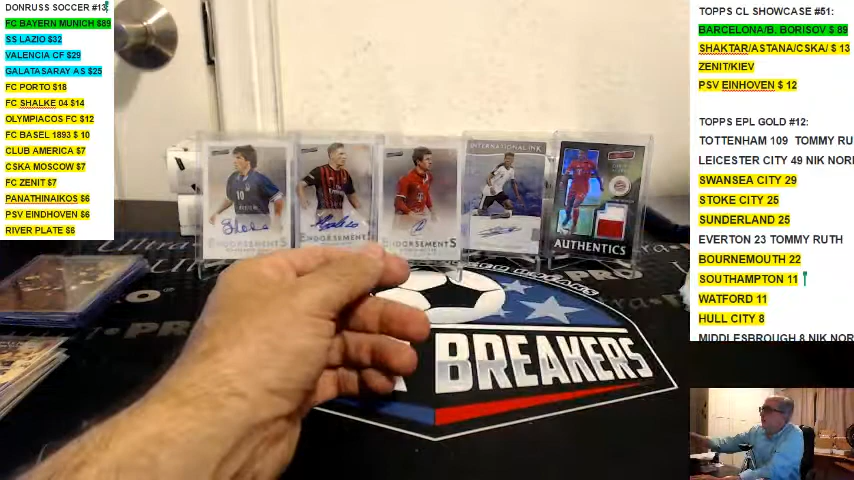 DONRUSS SOCCER #13:
FC BAYERN MUNICH $89
SS LAZIO $32
VALENCIA CF $29
GALATASARAY AS $25
FC PORTO $18
FC SHALKE 04 $14
OLYMPIACOS FC $12
FC BASEL 1893 $ 10
CLUB AMERICA $7
CSKA MOSCOW $7
FC ZENIT $7
PANATHINAIKOS $6
PSV EINDHOVEN $6
RIVER PLATE $6
ENDORSEMENTS
ENDORSEMENTS
ENDORSEMENTS
INTERNATIONAL INK
AUTHENTICS
BREAKERS
PRO
TOPPS CL SHOWCASE #51:
BARCELONA/B. BORISOV $ 89
SHAKTAR/ASTANA/CSKA/ $ 13
ZENIT/KIEV
PSV EINHOVEN $ 12
TOPPS EPL GOLD #12:
TOTTENHAM 109 TOMMY RU
LEICESTER CITY 49 NIK NORI
SWANSEA CITY 29
STOKE CITY 25
SUNDERLAND 25
EVERTON 23 TOMMY RUTH
BOURNEMOUTH 22
SOUTHAMPTON 11
WATFORD 11
HULL CITY 8
MIDDLESBROUGH 8 NIK NOR